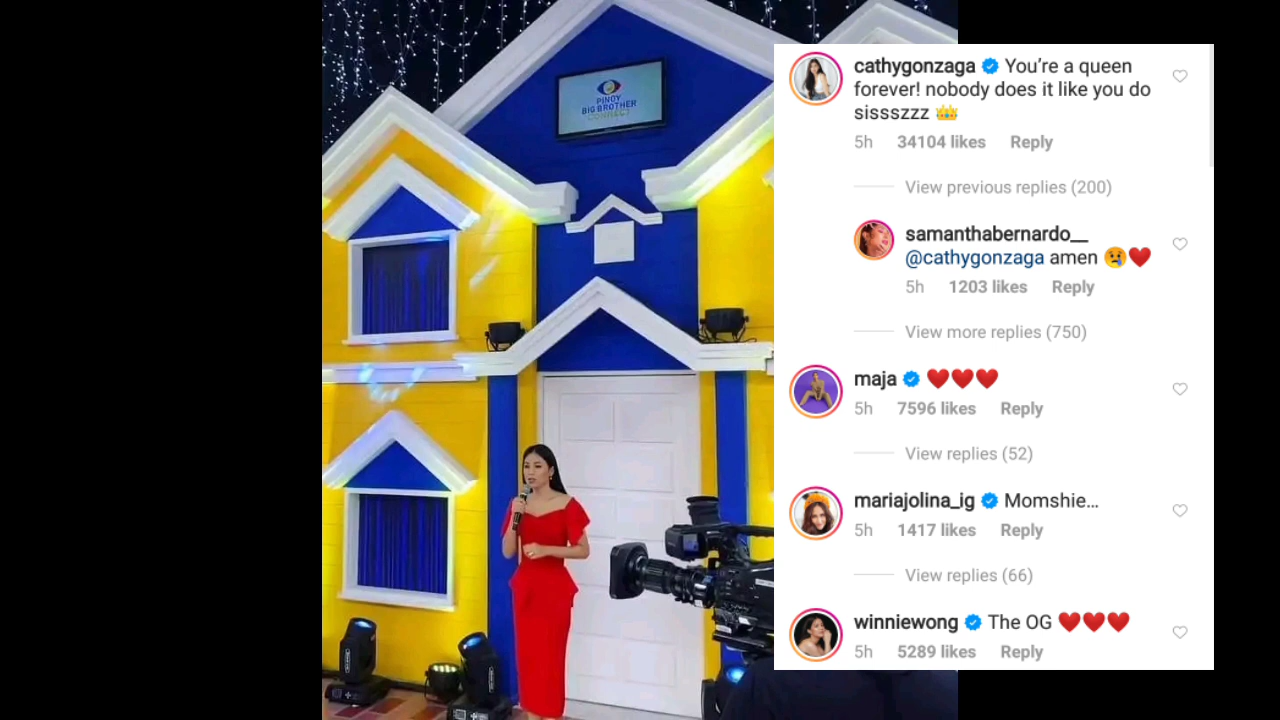 PINOY
BIG BROTHER
CONNECT
cathygonzaga You're a queen
forever! nobody does it like you do
sissszzz 👑
5h 34104 likes Reply
View previous replies (200)
samanthabernardo__
@cathygonzaga amen 😢❤️
5h 1203 likes Reply
View more replies (750)
maja ❤️❤️❤️
5h 7596 likes Reply
View replies (52)
mariajolina_ig Momshie...
5h 1417 likes Reply
View replies (66)
winniewong The OG ❤️❤️❤️
5h 5289 likes Reply